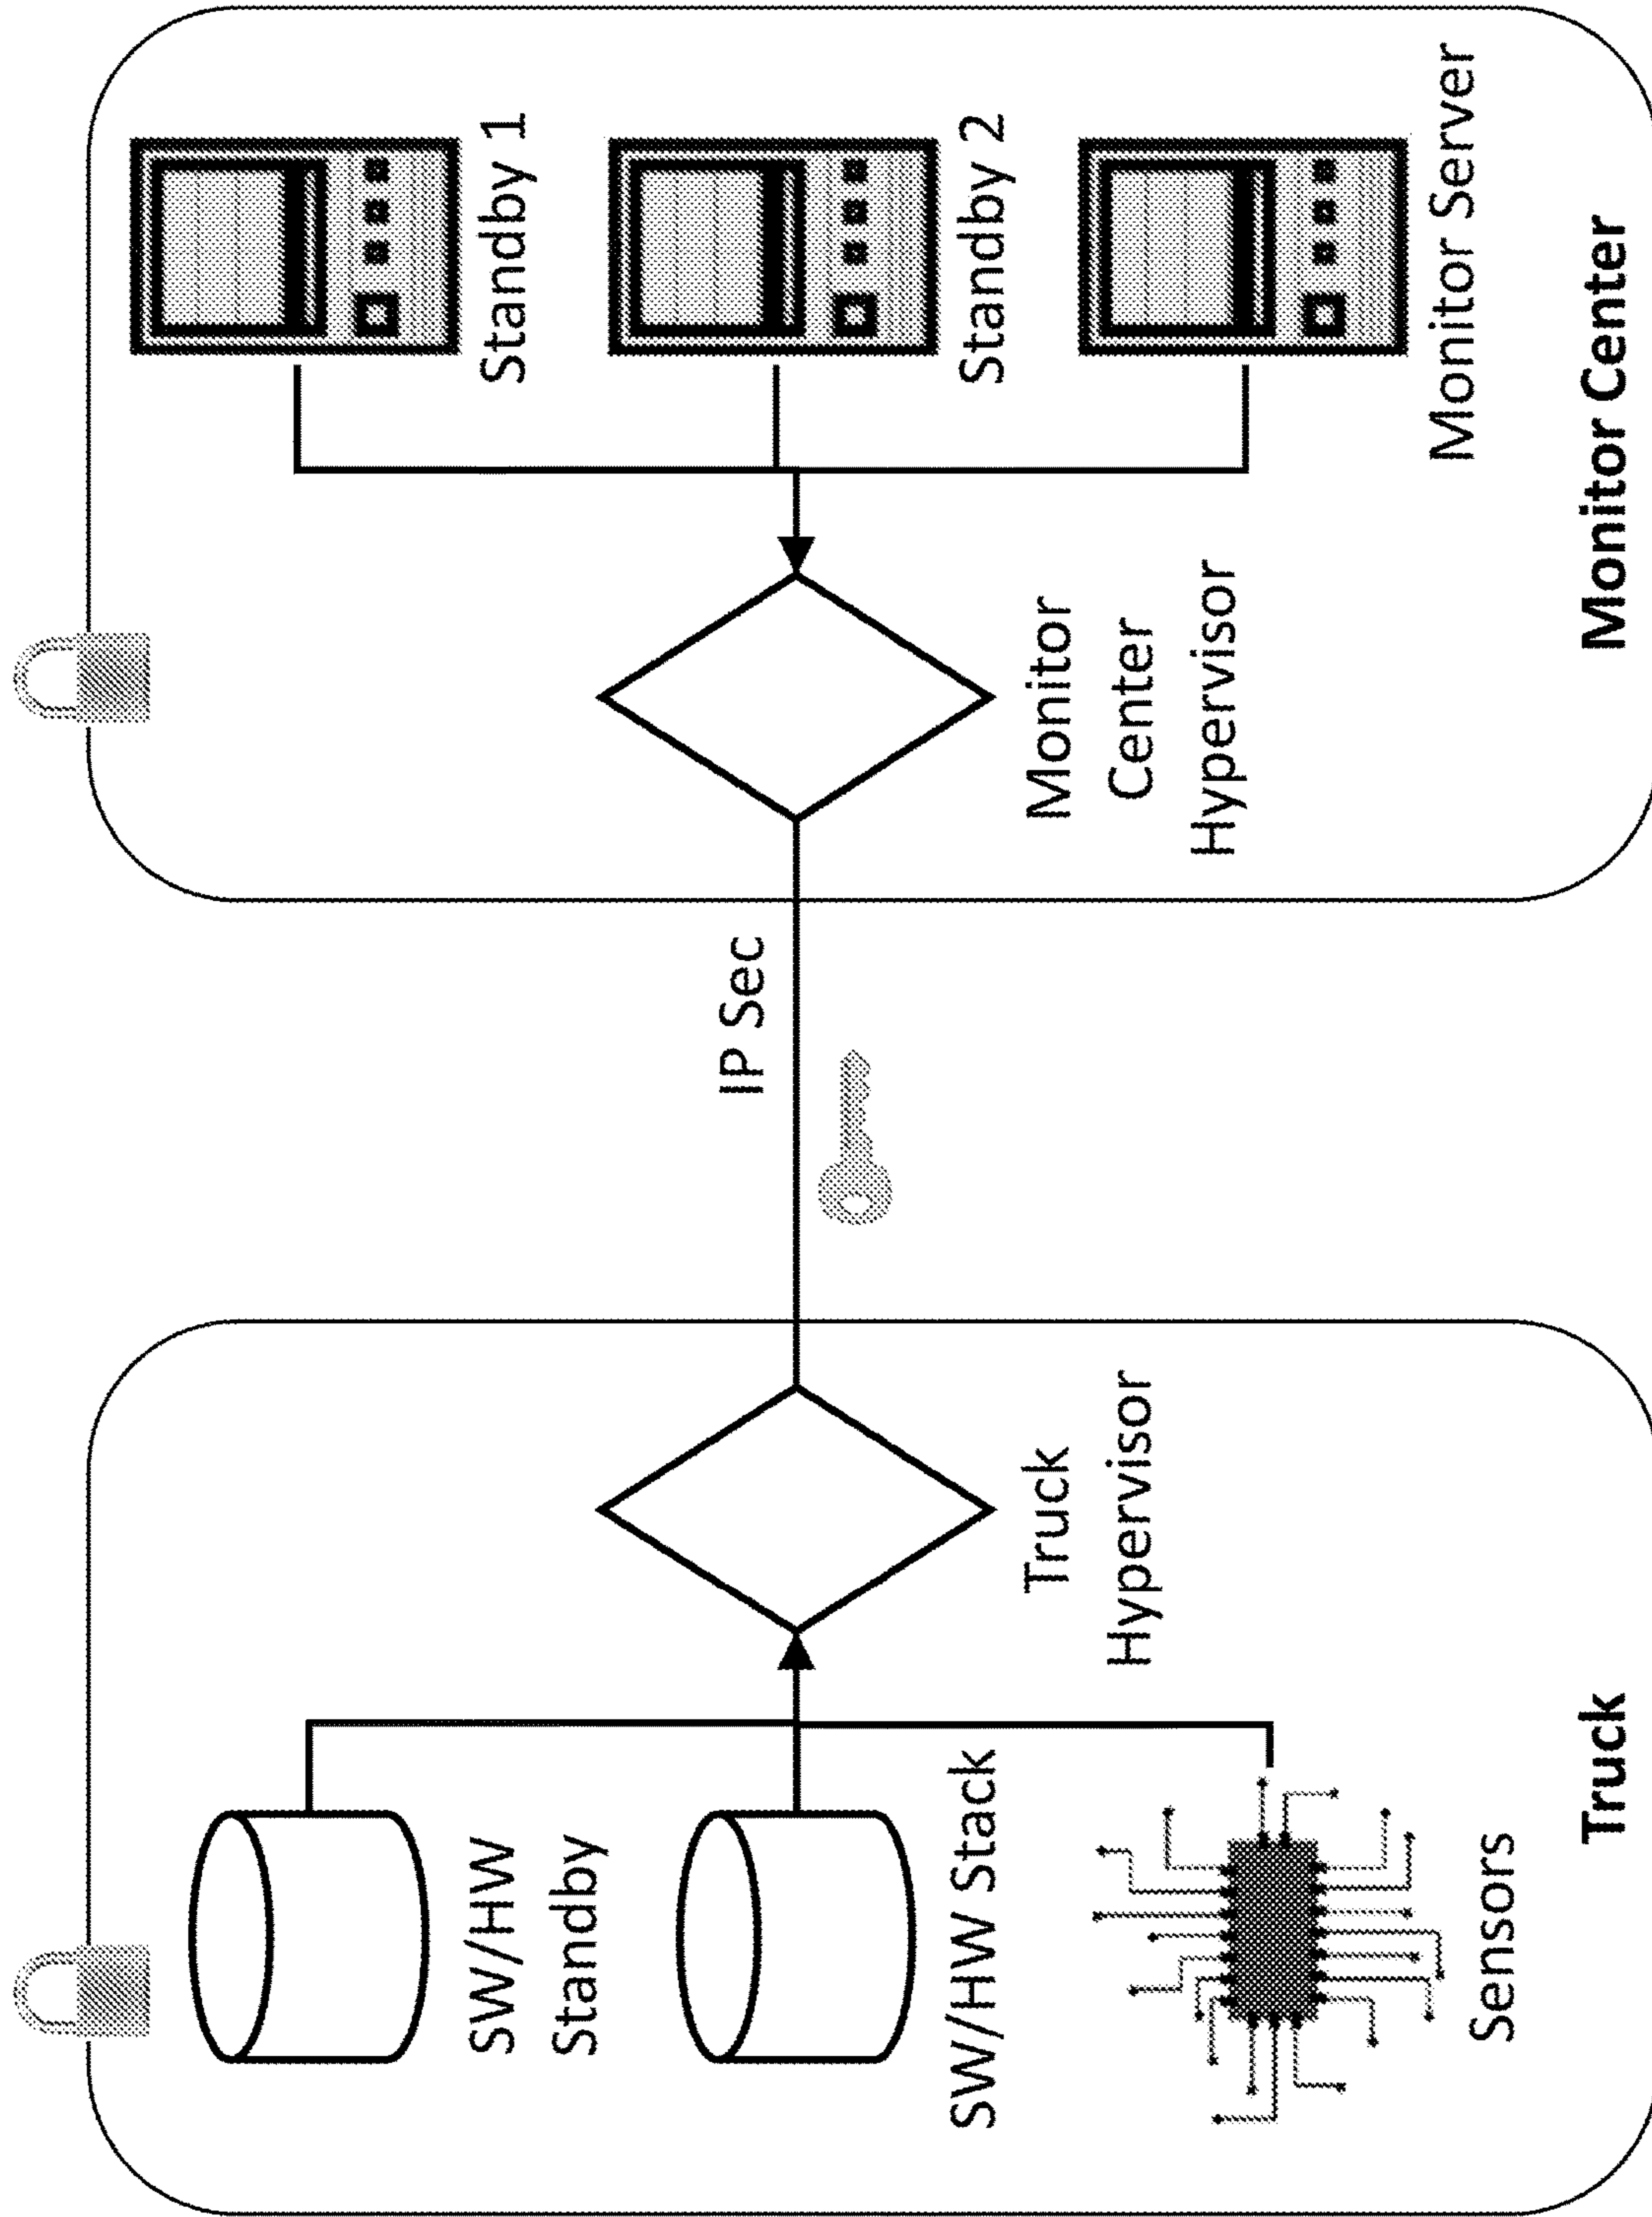 SW/HW
Standby
SW/HW Stack
Sensors
Truck
Hypervisor
Truck
IP Sec
Monitor
Center
Hypervisor
Standby 1
Standby 2
Monitor Server
Monitor Center